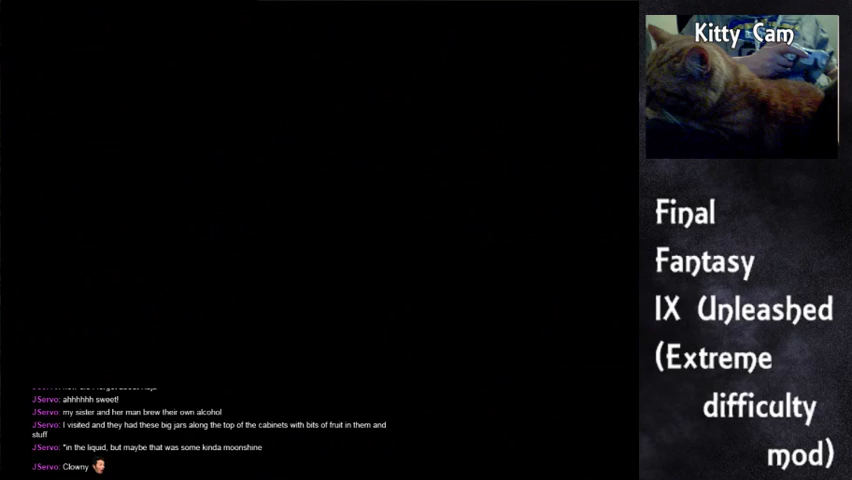 Kitty Cam
Final
Fantasy
IX Unleashed
(Extreme
difficulty
mod)
JServo: ahhhhhh sweet!
JServo: my sister and her man brew their own alcohol
JServo: I visited and they had these big jars along the top of the cabinets with bits of fruit in them and
stuff
JServo: *in the liquid, but maybe that was some kinda moonshine
JServo: Clowny